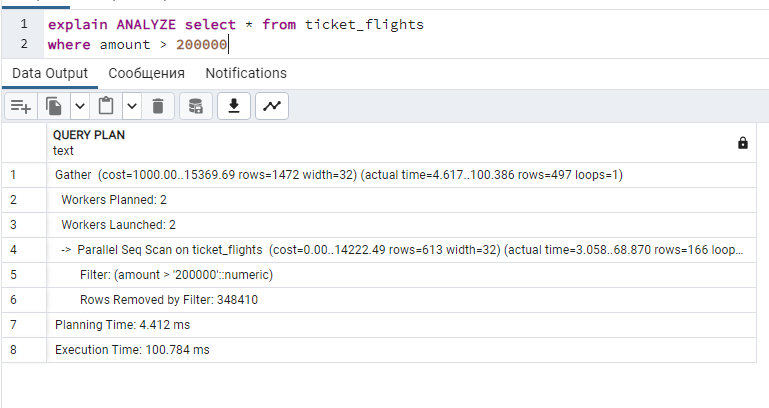 1 explain ANALYZE select * from ticket_flights
2 where amount > 200000
Data Output Сообщения Notifications
QUERY PLAN
text
1 Gather (cost=1000.00..15369.69 rows=1472 width=32) (actual time=4.617..100.386 rows=497 loops=1)
2 Workers Planned: 2
3 Workers Launched: 2
4 -> Parallel Seq Scan on ticket_flights (cost=0.00..14222.49 rows=613 width=32) (actual time=3.058..68.870 rows=166 loop...
5 Filter: (amount > '200000'::numeric)
6 Rows Removed by Filter: 348410
7 Planning Time: 4.412 ms
8 Execution Time: 100.784 ms